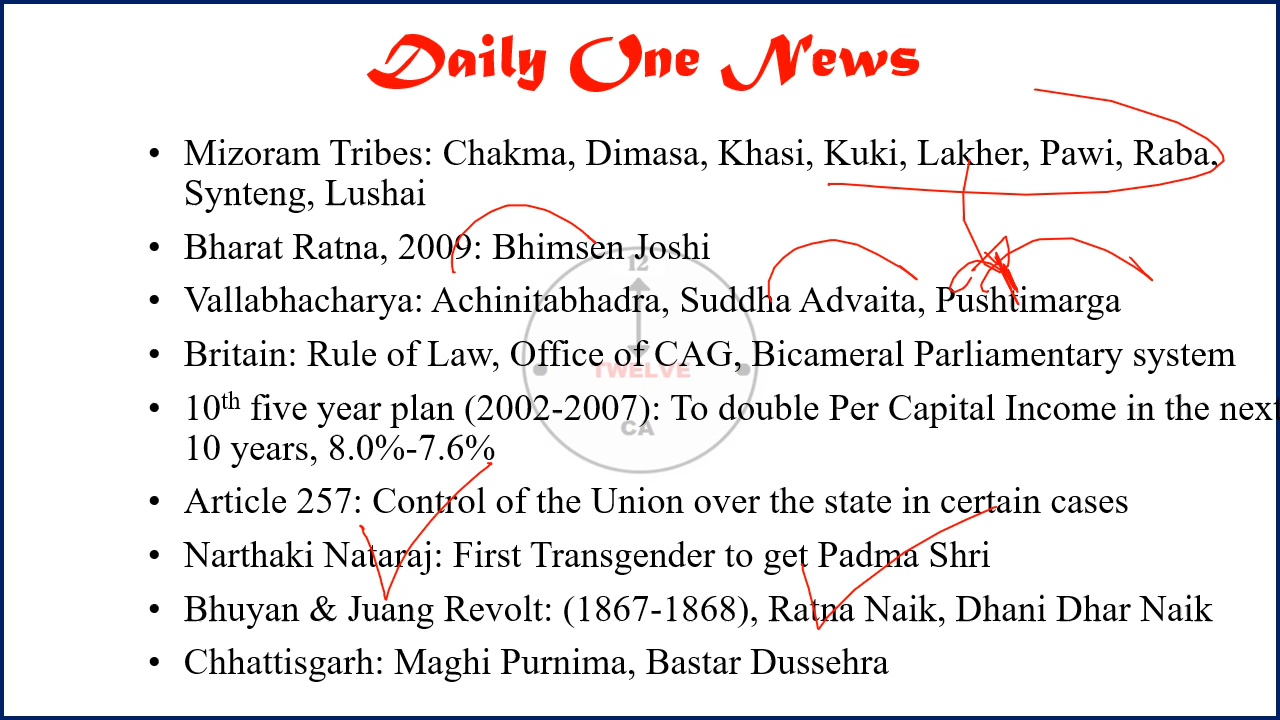 Daily One News
• Mizoram Tribes: Chakma, Dimasa, Khasi, Kuki, Lakher, Pawi, Raba,
Synteng, Lushai
• Bharat Ratna, 2009: Bhimsen Joshi
12
• Vallabhacharya: Achinitabhadra, Suddha Advaita, Pushtimarga
• Britain: Rule of Law, Office of CAG, Bicameral Parliamentary system
TWELVE
• 10th five year plan (2002-2007): To double Per Capital Income in the next
CA
10 years, 8.0%-7.6%
• Article 257: Control of the Union over the state in certain cases
• Narthaki Nataraj: First Transgender to get Padma Shri
• Bhuyan & Juang Revolt: (1867-1868), Ratna Naik, Dhani Dhar Naik
• Chhattisgarh: Maghi Purnima, Bastar Dussehra